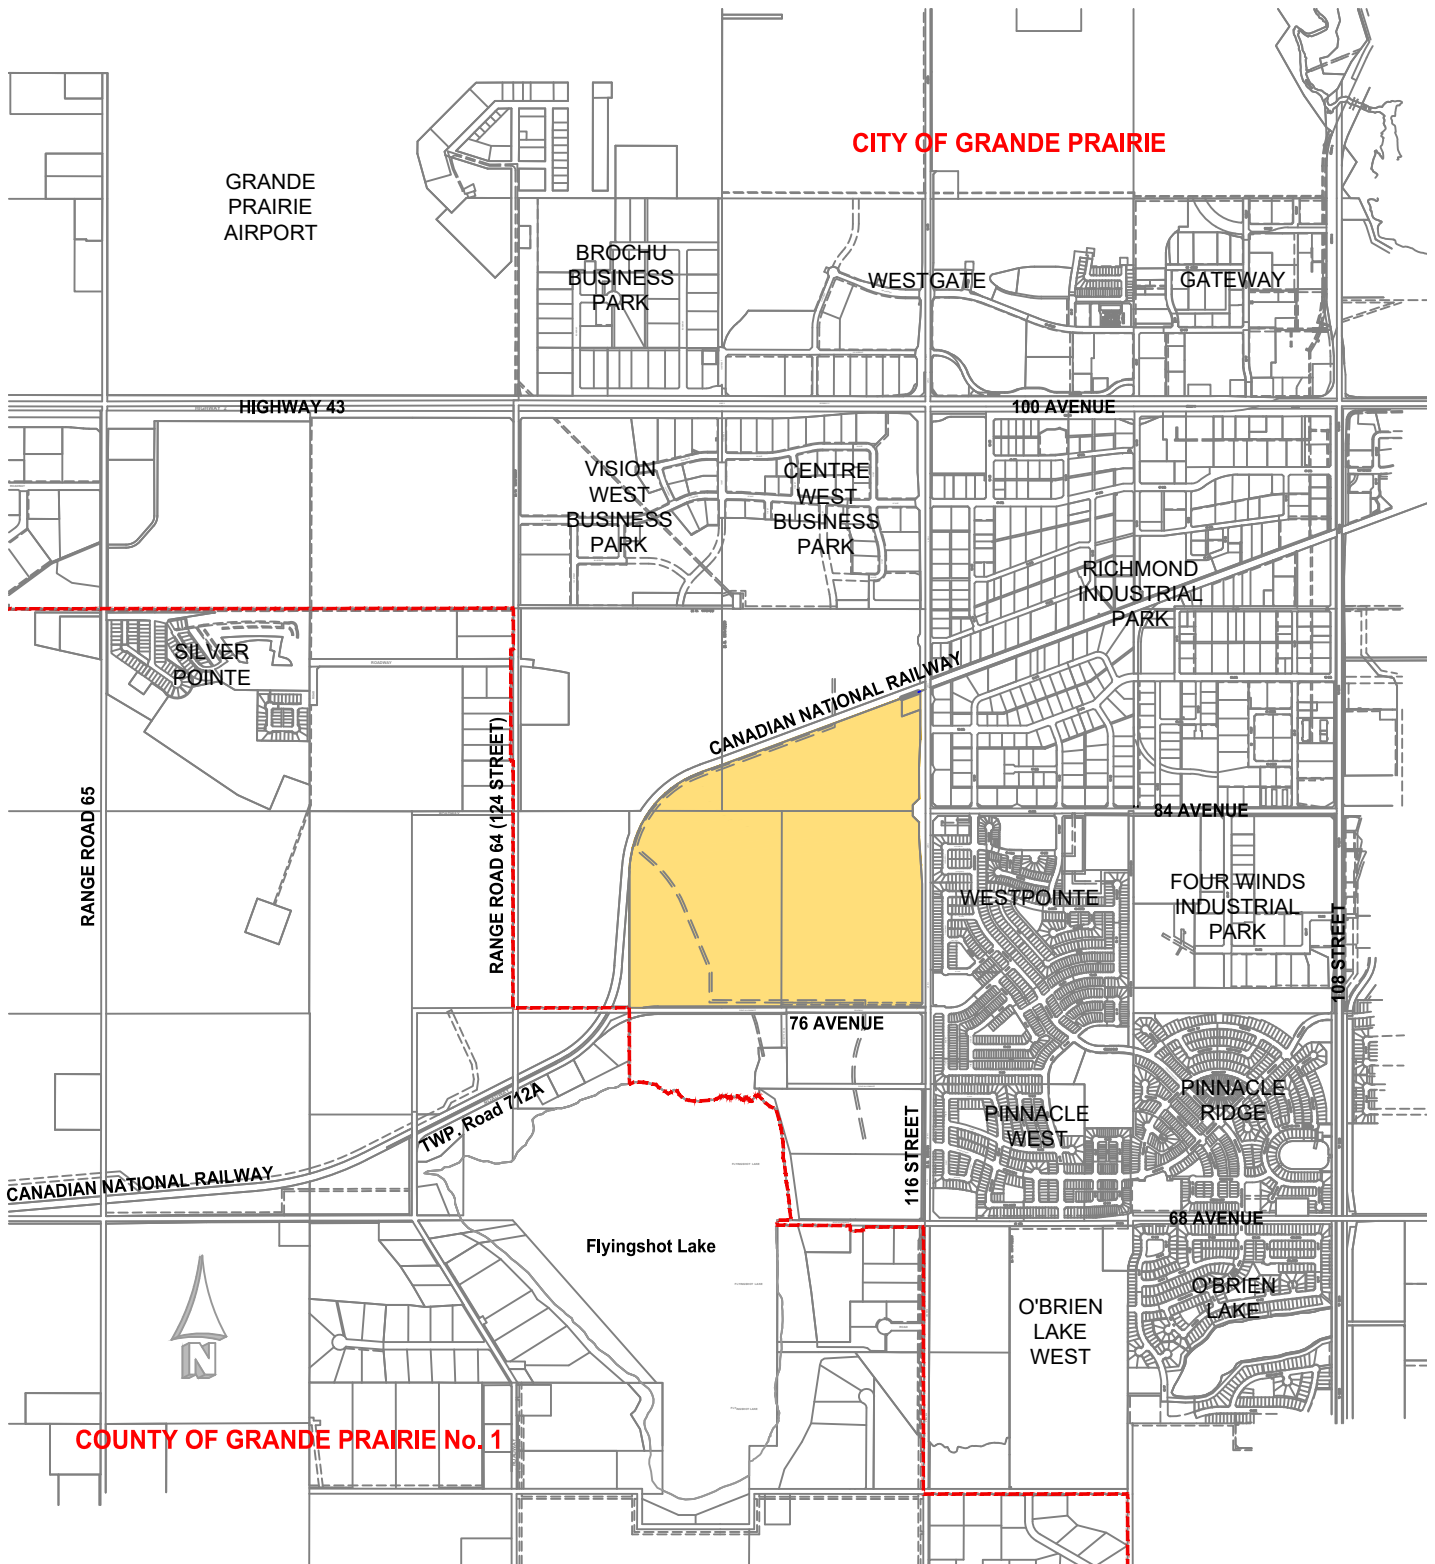 CITY OF GRANDE PRAIRIE
GRANDE
PRAIRIE
AIRPORT
BROCHU
BUSINESS
PARK
WESTGATE
GATEWAY
HIGHWAY 43
100 AVENUE
VISION
WEST
BUSINESS
PARK
CENTRE
WEST
BUSINESS
PARK
RICHMOND
INDUSTRIAL
PARK
SILVER
POINTE
CANADIAN NATIONAL RAILWAY
RANGE ROAD 65
RANGE ROAD 64 (124 STREET)
84 AVENUE
WESTPOINTE
FOUR WINDS
INDUSTRIAL
PARK
108 STREET
76 AVENUE
TWP. Road 712A
PINNACLE
WEST
PINNACLE
RIDGE
116 STREET
CANADIAN NATIONAL RAILWAY
68 AVENUE
Flyingshot Lake
O'BRIEN
LAKE
WEST
O'BRIEN
LAKE
N
COUNTY OF GRANDE PRAIRIE No. 1